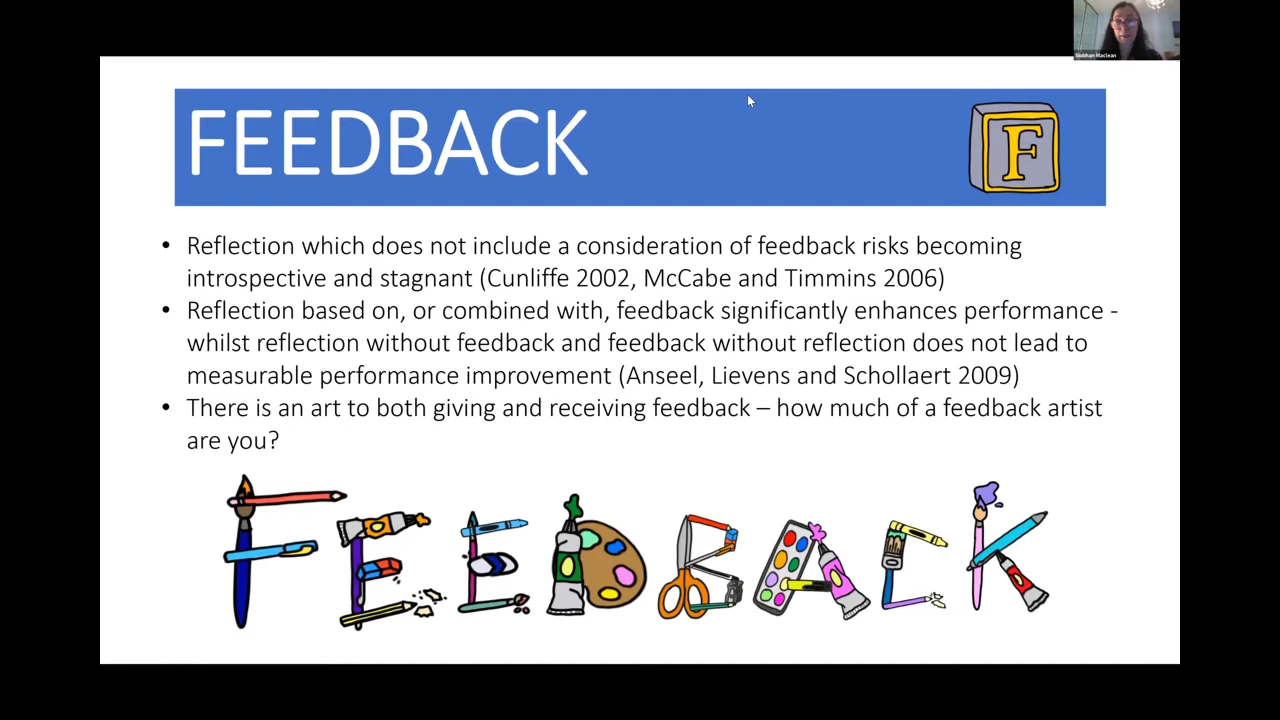 Siobhan Maclean
FEEDBACK
F
• Reflection which does not include a consideration of feedback risks becoming
introspective and stagnant (Cunliffe 2002, McCabe and Timmins 2006)
• Reflection based on, or combined with, feedback significantly enhances performance -
whilst reflection without feedback and feedback without reflection does not lead to
measurable performance improvement (Anseel, Lievens and Schollaert 2009)
• There is an art to both giving and receiving feedback – how much of a feedback artist
are you?
FEEDBACK